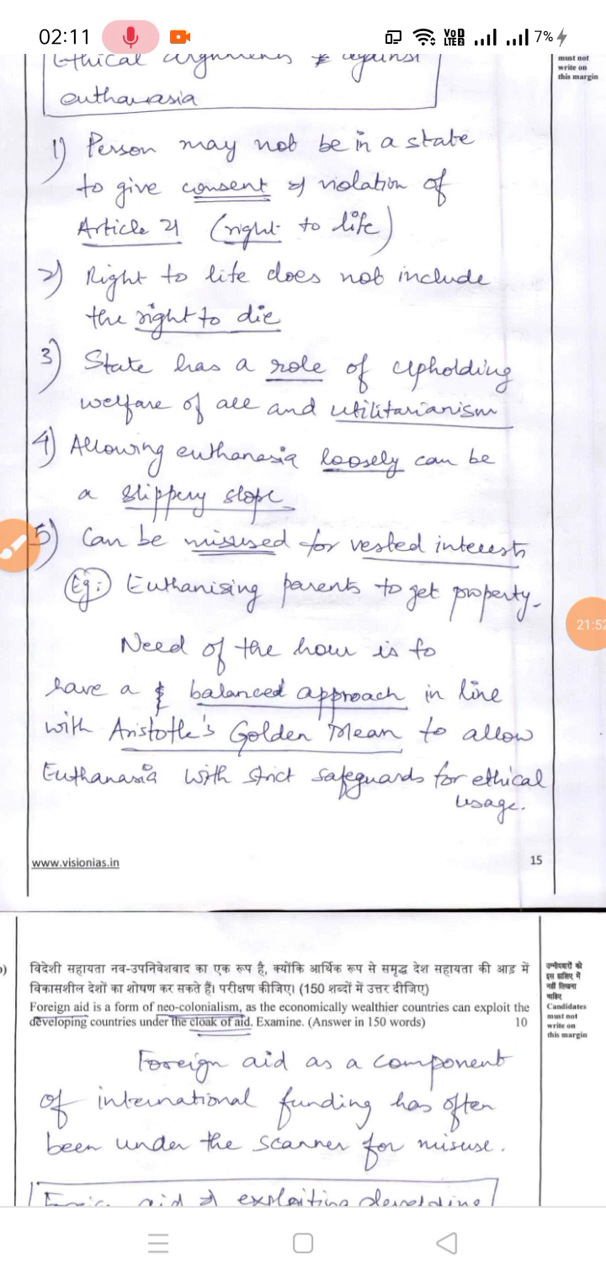 02:11
7%
Ethical arguments against
euthanasia
must not
write on
this margin
1) Person may not be in a state
to give consent & violation of
Article 21 (right to life)
2) Right to life does not include
the right to die
3) State has a role of upholding
welfare of all and utilitarianism
4) Allowing euthanasia loosely can be
a slippery slope
5) Can be misused for vested interests
Eg: Euthanising parents to get property.
21:52
Need of the hour is to
have a balanced approach in line
with Aristotle's Golden Mean to allow
Euthanasia with strict safeguards for ethical
usage.
www.visionias.in
15
विदेशी सहायता नव-उपनिवेशवाद का एक रूप है, क्योंकि आर्थिक रूप से समृद्ध देश सहायता की आड़ में
विकासशील देशों का शोषण कर सकते हैं। परीक्षण कीजिए। (150 शब्दों में उत्तर दीजिए)
Foreign aid is a form of neo-colonialism, as the economically wealthier countries can exploit the
developing countries under the cloak of aid. Examine. (Answer in 150 words) 10
उम्मीदवारों को
इस हाशिए में
नहीं लिखना
चाहिए
Candidates
must not
write on
this margin
Foreign aid as a component
of international funding has often
been under the scanner for misuse.
aid exploiting developing